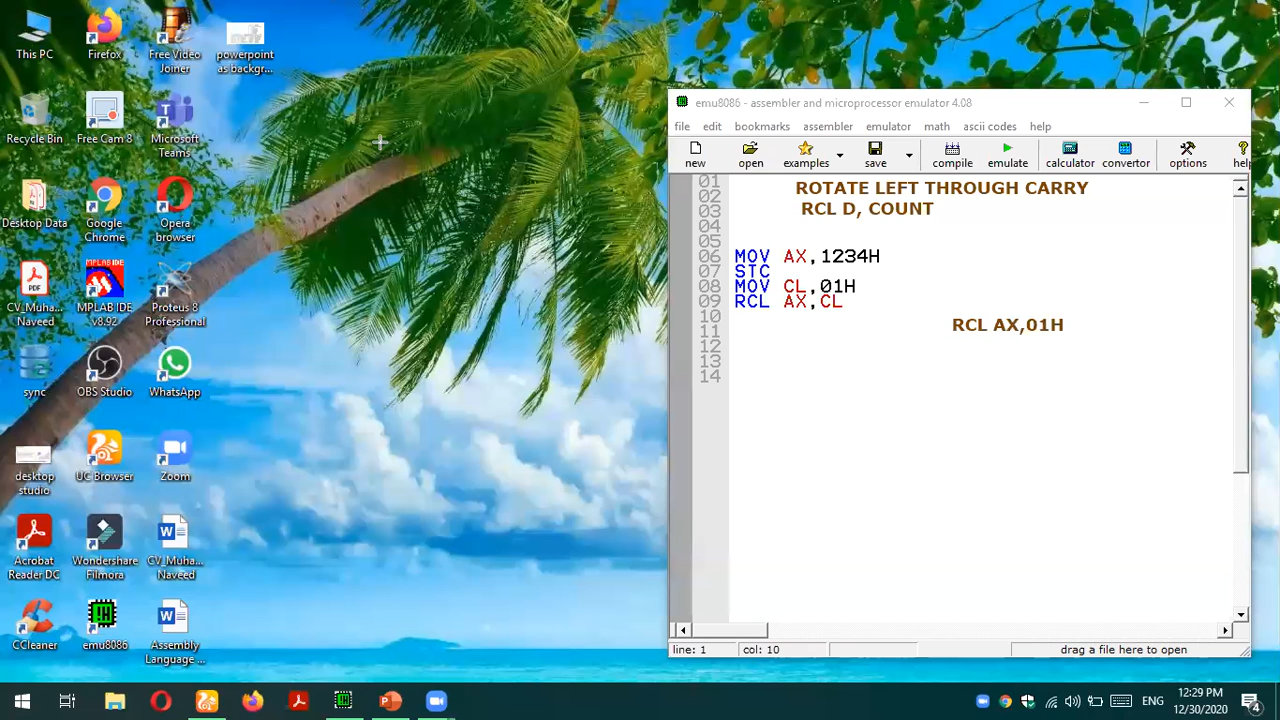 This PC
Firefox
Free Video
Joiner
powerpoint
as backgr...
Recycle Bin
Free Cam 8
Microsoft
Teams
Desktop Data
Google
Chrome
Opera
browser
CV_Muha...
Naveed
MPLAB IDE
v8.92
Proteus 8
Professional
sync
OBS Studio
WhatsApp
desktop
studio
UC Browser
Zoom
Acrobat
Reader DC
Wondershare
Filmora
CV_Muha...
Naveed
CCleaner
emu8086
Assembly
Language ...
emu8086 - assembler and microprocessor emulator 4.08
file edit bookmarks assembler emulator math ascii codes help
new open examples save compile emulate calculator convertor options help
01 ROTATE LEFT THROUGH CARRY
02
03 RCL D, COUNT
04
05
06 MOV AX,1234H
07 STC
08 MOV CL,01H
09 RCL AX,CL
10
11 RCL AX,01H
12
13
14
line: 1 col: 10 drag a file here to open
ENG
12:29 PM
12/30/2020
4